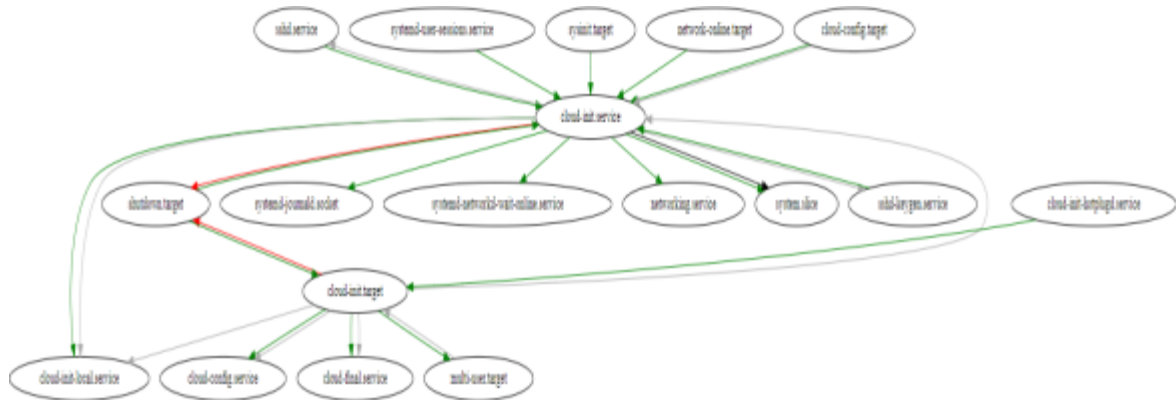 sshd.service
systemd-user-sessions.service
sysinit.target
network-online.target
cloud-config.target
cloud-init.service
shutdown.target
systemd-journald.socket
systemd-networkd-wait-online.service
networking.service
system.slice
sshd-keygen.service
cloud-init-hotplugd.service
cloud-init.target
cloud-init-local.service
cloud-config.service
cloud-final.service
multi-user.target